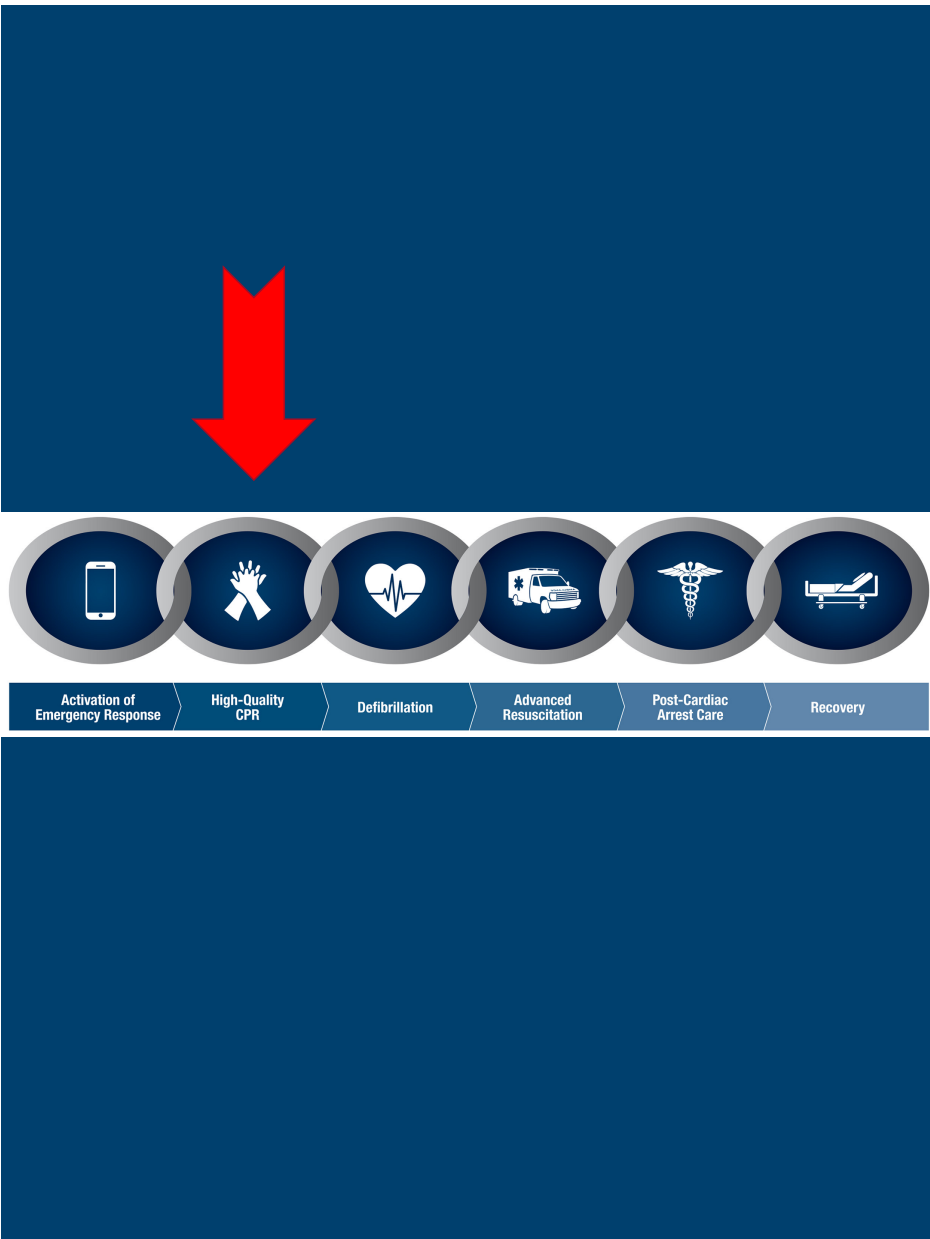 Activation of
Emergency Response
High-Quality
CPR
Defibrillation
Advanced
Resuscitation
Post-Cardiac
Arrest Care
Recovery